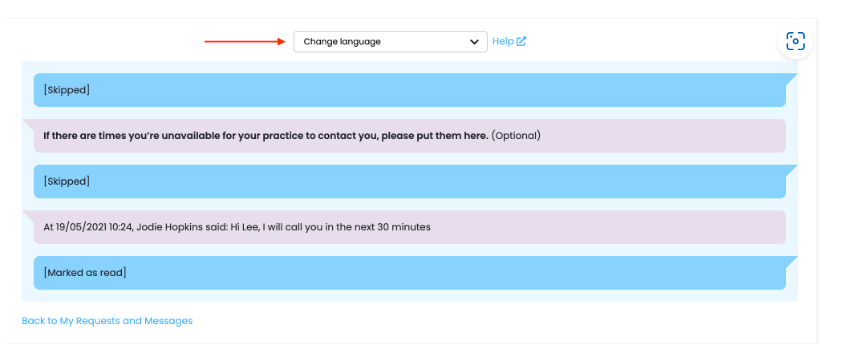 Change language
Help
[Skipped]
If there are times you're unavailable for your practice to contact you, please put them here. (Optional)
[Skipped]
At 19/05/2021 10:24, Jodie Hopkins said: Hi Lee, I will call you in the next 30 minutes
[Marked as read]
Back to My Requests and Messages